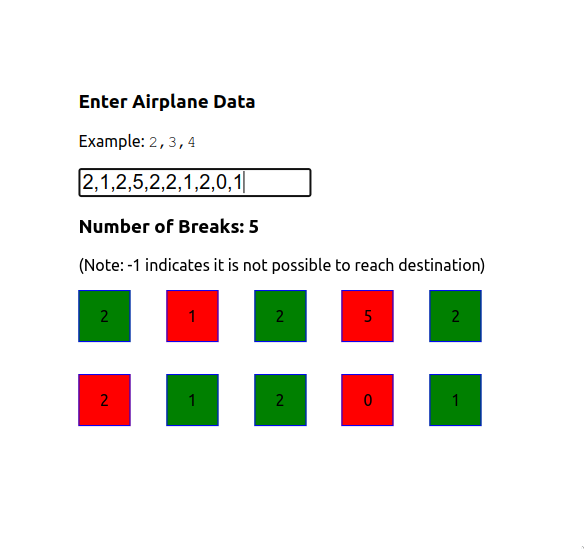 Enter Airplane Data
Example: 2,3,4
2,1,2,5,2,2,1,2,0,1
Number of Breaks: 5
(Note: -1 indicates it is not possible to reach destination)
2 1 2 5 2
2 1 2 0 1